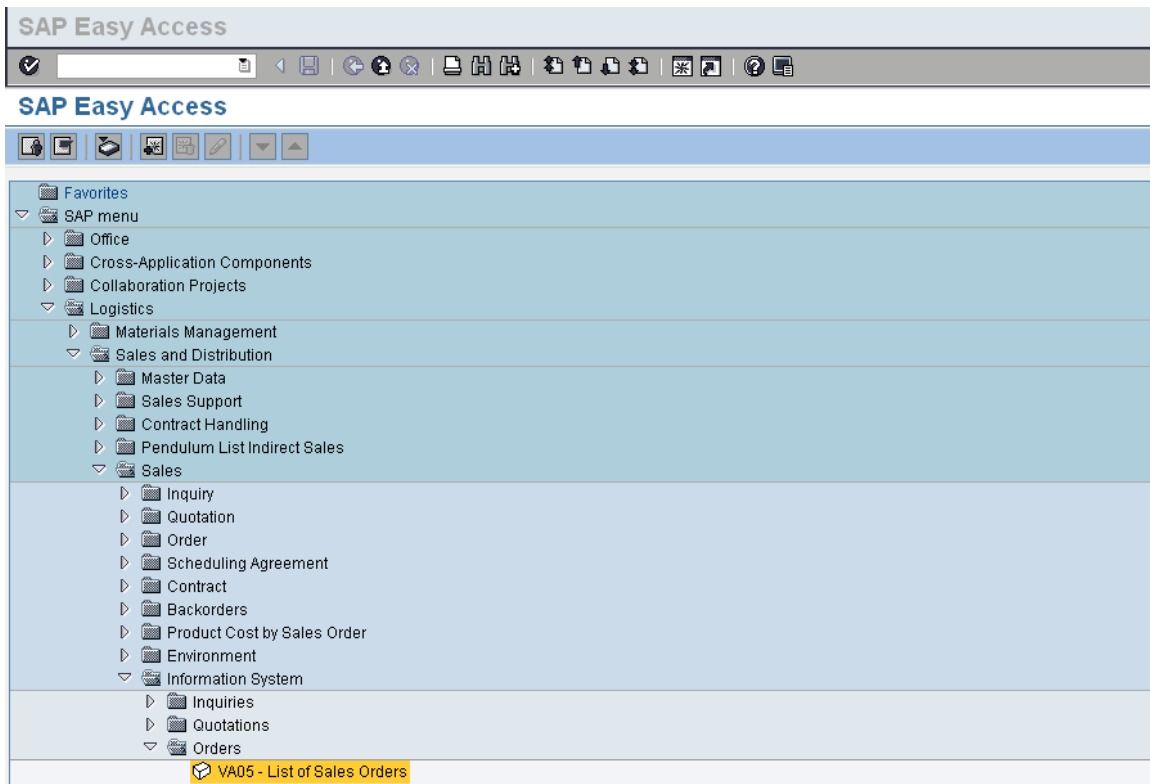 SAP Easy Access
SAP Easy Access
Favorites
SAP menu
Office
Cross-Application Components
Collaboration Projects
Logistics
Materials Management
Sales and Distribution
Master Data
Sales Support
Contract Handling
Pendulum List Indirect Sales
Sales
Inquiry
Quotation
Order
Scheduling Agreement
Contract
Backorders
Product Cost by Sales Order
Environment
Information System
Inquiries
Quotations
Orders
VA05 - List of Sales Orders